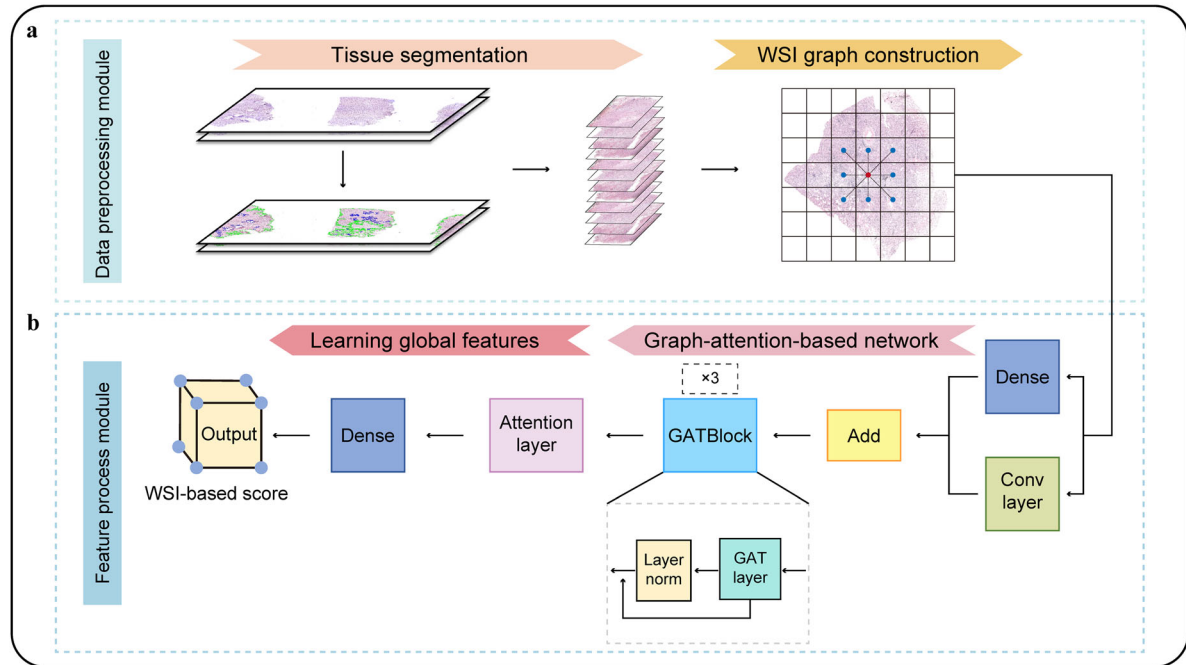 a
Data preprocessing module
Tissue segmentation
WSI graph construction
b
Feature process module
Learning global features
Graph-attention-based network
×3
Dense
Conv
layer
Add
GATBlock
Attention
layer
Dense
Output
WSI-based score
Layer
norm
GAT
layer